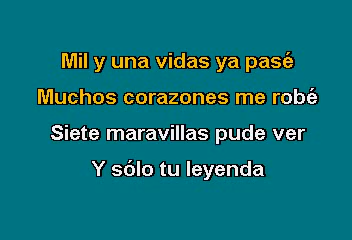 Mil y una vidas ya pasé
Muchos corazones me robé
Siete maravillas pude ver
Y sólo tu leyenda